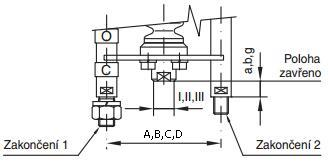 O
C
a,b,g
Poloha
zavřeno
I,II,III
A,B,C,D
Zakončení 1
Zakončení 2